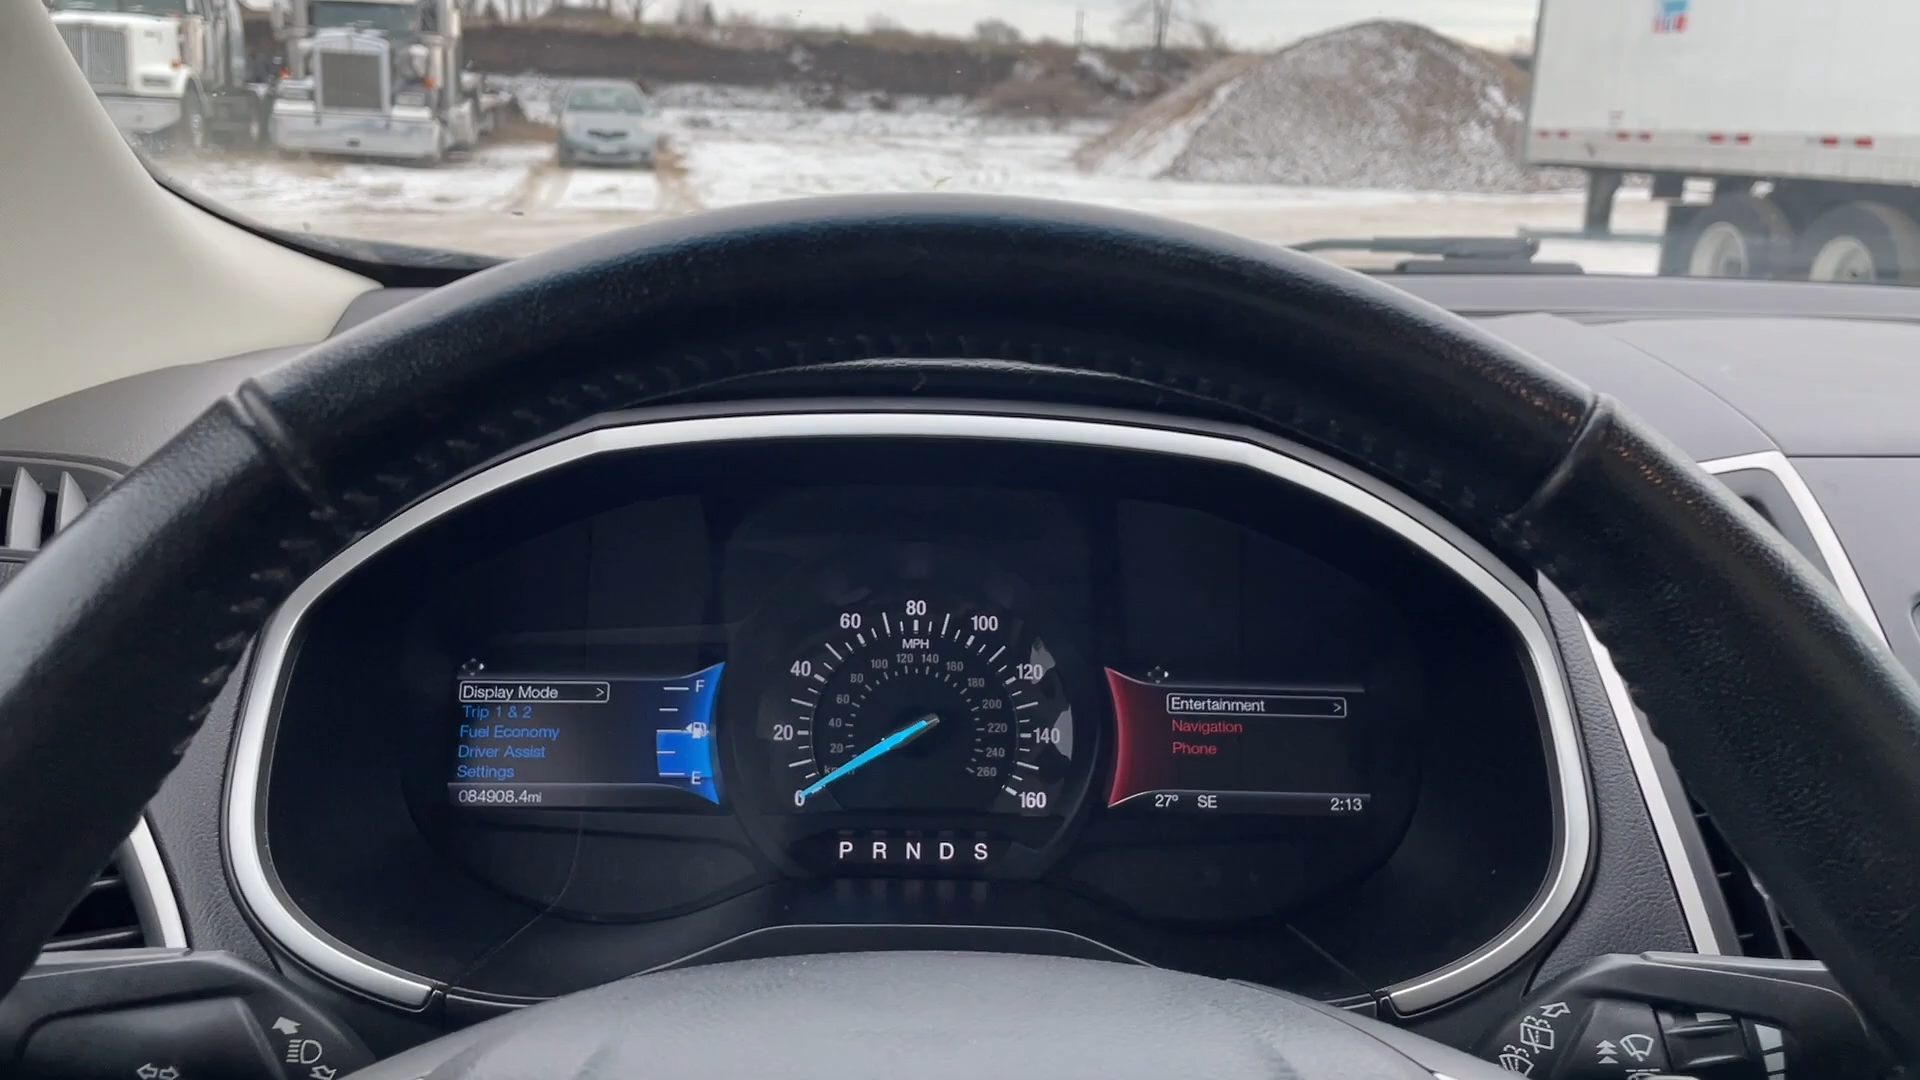 Display Mode >
Trip 1 & 2
Fuel Economy
Driver Assist
Settings
084908.4mi
F
E
0 20 40 60 80 100 120 140 160
MPH
20 40 60 80 100 120 140 160 180 200 220 240 260
P R N D S
Entertainment >
Navigation
Phone
27° SE 2:13